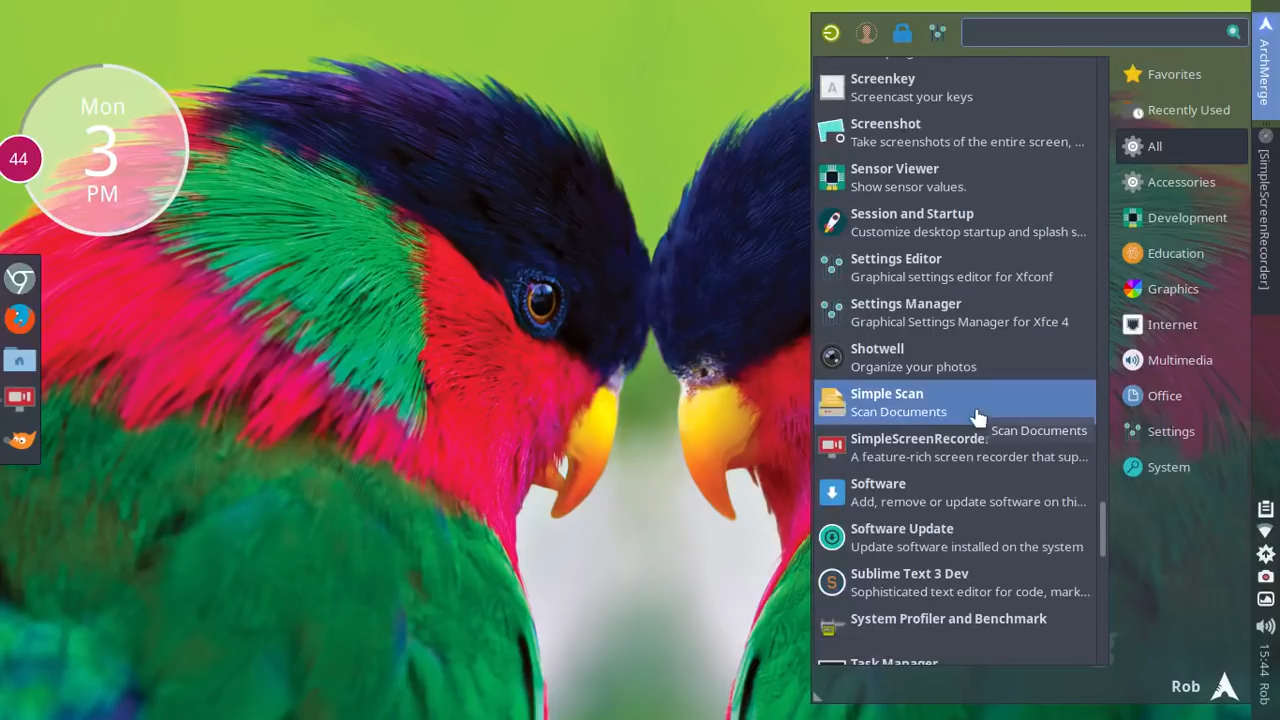 Mon
3
PM
44
Screenkey
Screencast your keys
Screenshot
Take screenshots of the entire screen, ...
Sensor Viewer
Show sensor values.
Session and Startup
Customize desktop startup and splash s...
Settings Editor
Graphical settings editor for Xfconf
Settings Manager
Graphical Settings Manager for Xfce 4
Shotwell
Organize your photos
Simple Scan
Scan Documents
Scan Documents
SimpleScreenRecorder
A feature-rich screen recorder that sup...
Software
Add, remove or update software on thi...
Software Update
Update software installed on the system
Sublime Text 3 Dev
Sophisticated text editor for code, mark...
System Profiler and Benchmark
Task Manager
Favorites
Recently Used
All
Accessories
Development
Education
Graphics
Internet
Multimedia
Office
Settings
System
Rob
ArchMerge
[SimpleScreenRecorder]
15:44 Rob